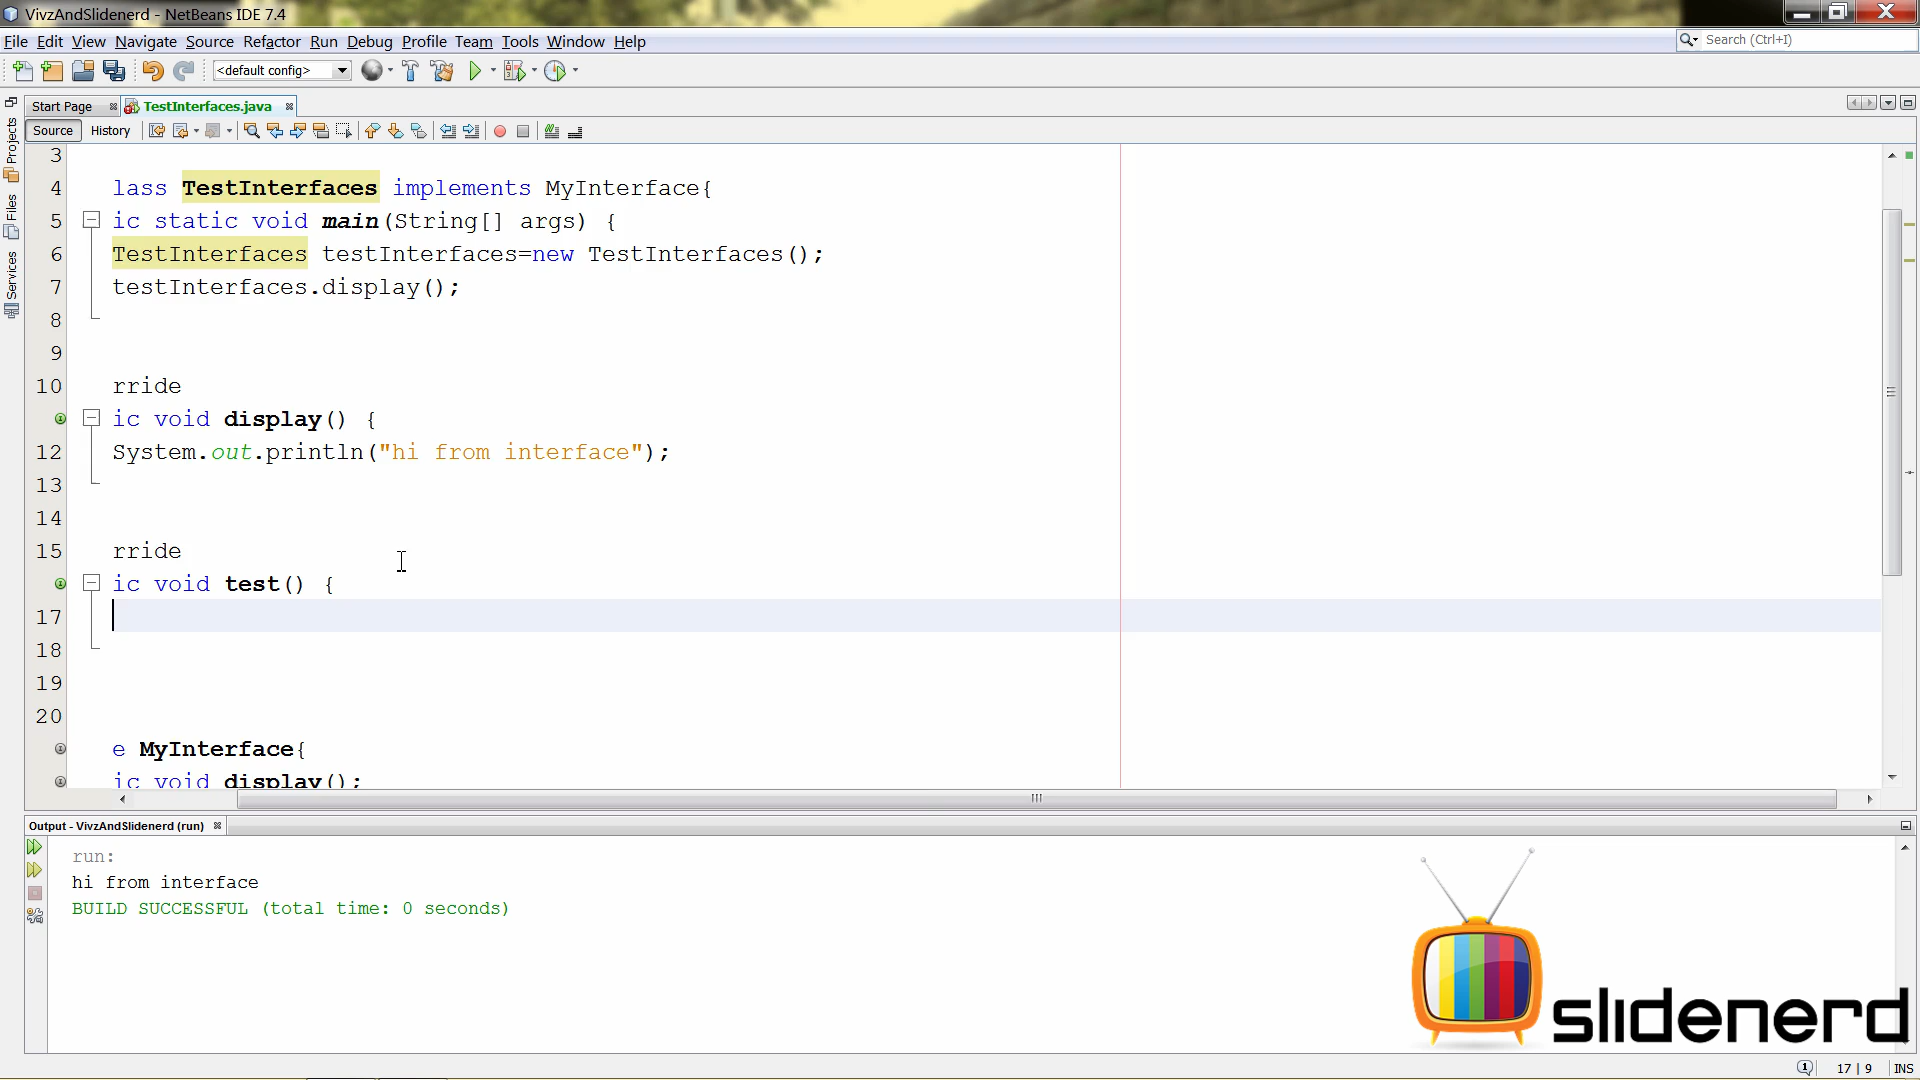 VivzAndSlidenerd - NetBeans IDE 7.4
File Edit View Navigate Source Refactor Run Debug Profile Team Tools Window Help
Search (Ctrl+I)
<default config>
Start Page TestInterfaces.java
Source History
Projects
Files
Services
3
4 lass TestInterfaces implements MyInterface{
5 ic static void main(String[] args) {
6 TestInterfaces testInterfaces=new TestInterfaces();
7 testInterfaces.display();
8
9
10 rride
ic void display() {
12 System.out.println("hi from interface");
13
14
15 rride
ic void test() {
17
18
19
20
e MyInterface{
ic void display();
Output - VivzAndSlidenerd (run)
run:
hi from interface
BUILD SUCCESSFUL (total time: 0 seconds)
slidenerd
1 17 | 9 INS